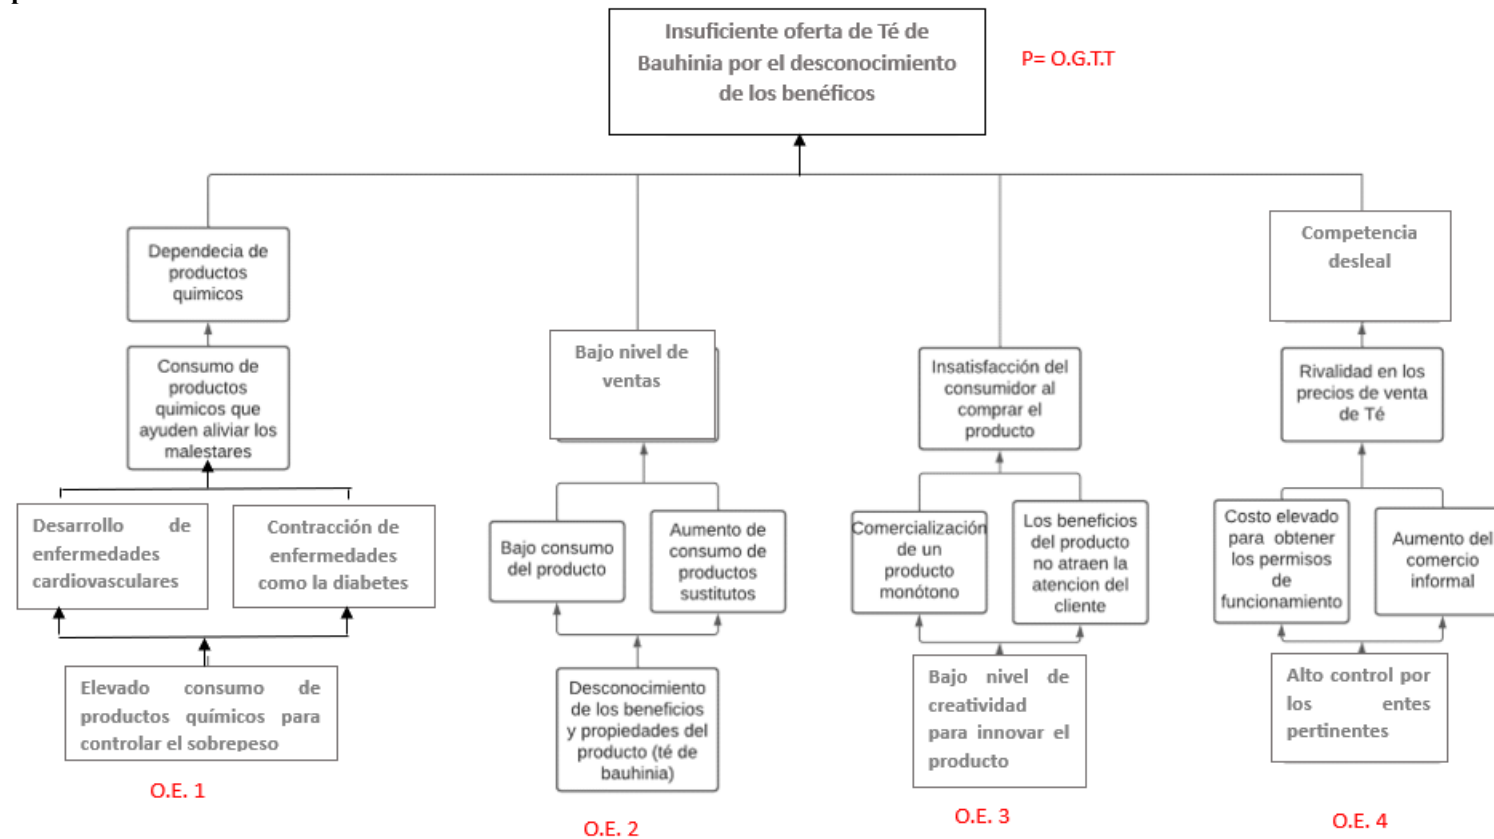 Insuficiente oferta de Té de
Bauhinia por el desconocimiento
de los benéficos
P= O.G.T.T
Dependecia de
productos
quimicos
Competencia
desleal
Consumo de
productos
quimicos que
ayuden aliviar los
malestares
Bajo nivel de
ventas
Insatisfacción del
consumidor al
comprar el
producto
Rivalidad en los
precios de venta
de Té
Desarrollo de
enfermedades
cardiovasculares
Contracción de
enfermedades
como la diabetes
Bajo consumo
del producto
Aumento de
consumo de
productos
sustitutos
Comercialización
de un
producto
monótono
Los beneficios
del producto
no atraen la
atencion del
cliente
Costo elevado
para obtener
los permisos
de
funcionamiento
Aumento del
comercio
informal
Elevado consumo de
productos químicos para
controlar el sobrepeso
Desconocimiento
de los beneficios
y propiedades del
producto (té de
bauhinia)
Bajo nivel de
creatividad
para innovar el
producto
Alto control por
los entes
pertinentes
O.E. 1
O.E. 2
O.E. 3
O.E. 4